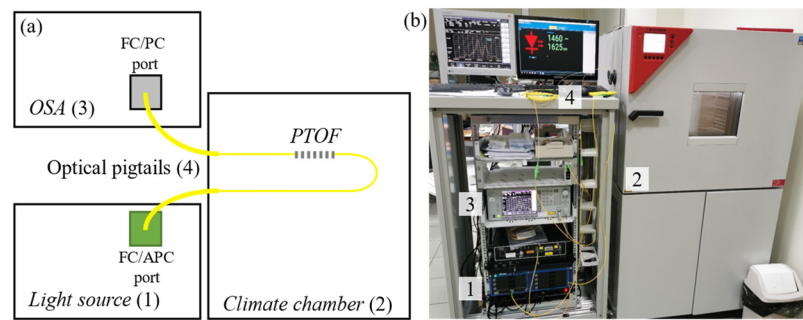 (a)
FC/PC
port
OSA (3)
PTOF
Optical pigtails (4)
FC/APC
port
Light source (1)
Climate chamber (2)
(b)
1460 ~
1625
4
2
3
1